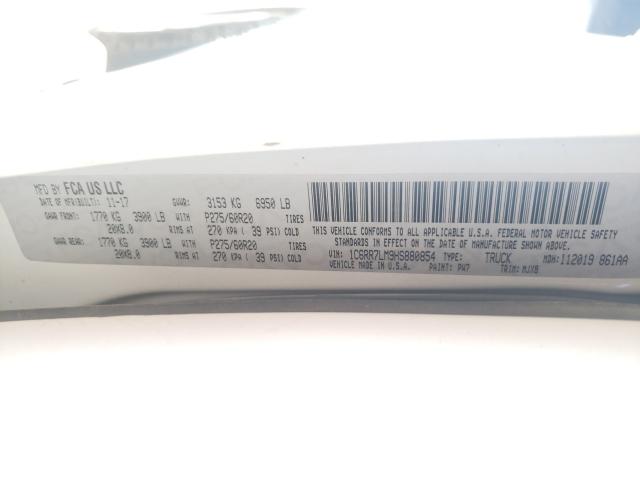 MFD BY FCA US LLC
DATE OF MFR(BUILT): 11-17 GVWR: 3153 KG 6950 LB
GAWR FRONT: 1770 KG 3900 LB WITH P275/60R20 TIRES
20X8.0 RIMS AT 270 KPA ( 39 PSI) COLD
GAWR REAR: 1770 KG 3900 LB WITH P275/60R20 TIRES
20X8.0 RIMS AT 270 KPA ( 39 PSI) COLD
THIS VEHICLE CONFORMS TO ALL APPLICABLE U.S.A. FEDERAL MOTOR VEHICLE SAFETY
STANDARDS IN EFFECT ON THE DATE OF MANUFACTURE SHOWN ABOVE.
VIN: 1C6RR7LM9HS880854 TYPE: TRUCK MDH: 112019 861AA
VEHICLE MADE IN U.S.A. PAINT: PW7 TRIM: MJX8